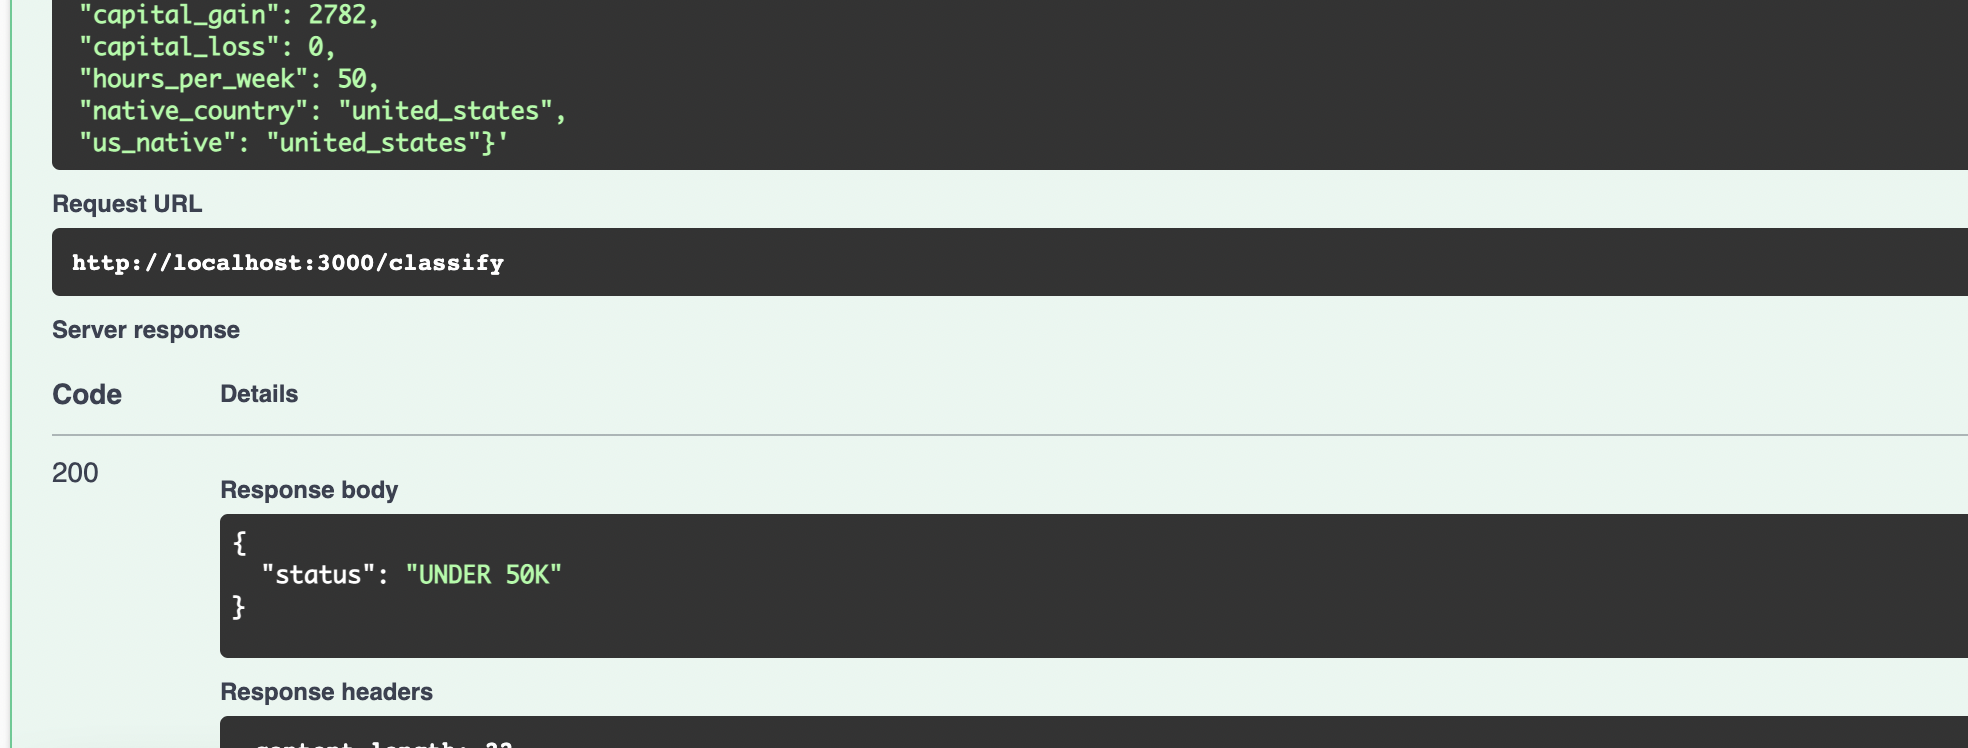 "capital_gain": 2782,
"capital_loss": 0,
"hours_per_week": 50,
"native_country": "united_states",
"us_native": "united_states"}'
Request URL
http://localhost:3000/classify
Server response
Code Details
200
Response body
{
"status": "UNDER 50K"
}
Response headers